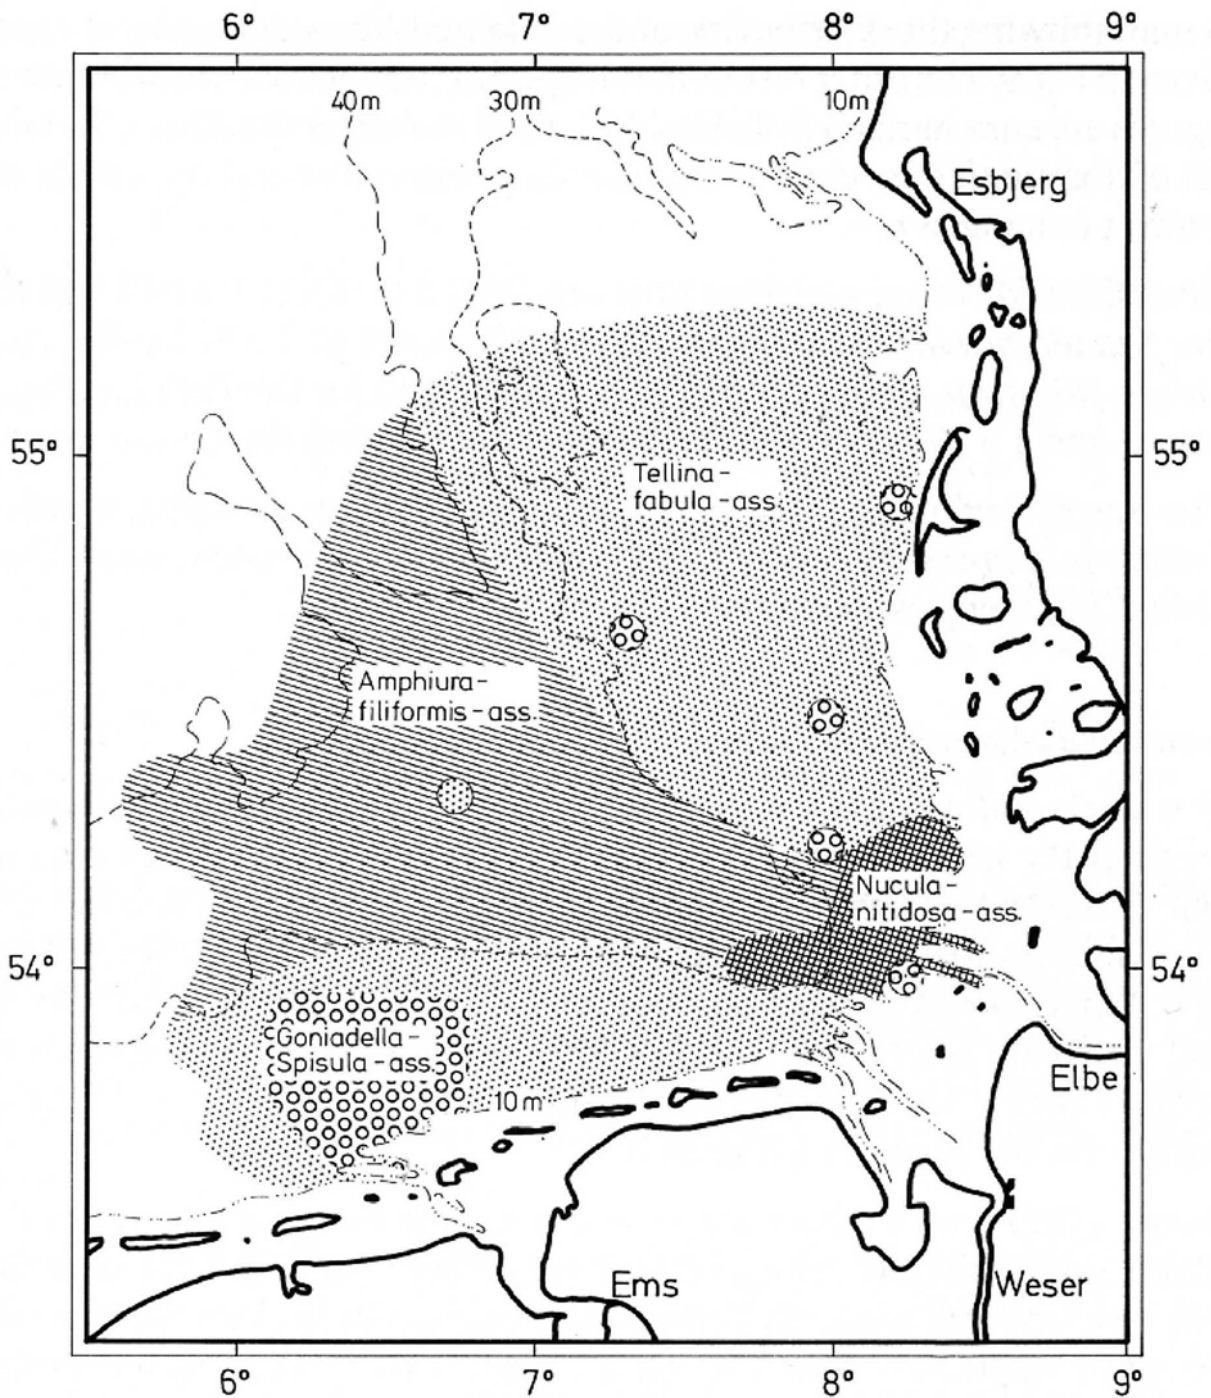 6° 7° 8° 9°
40m 30m 10m
Esbjerg
55° 55°
Tellina-
fabula-ass.
Amphiura-
filiformis-ass.
Nucula-
nitidosa-ass.
54° 54°
Goniadella-
Spisula-ass.
10m
Elbe
Ems Weser
6° 7° 8° 9°